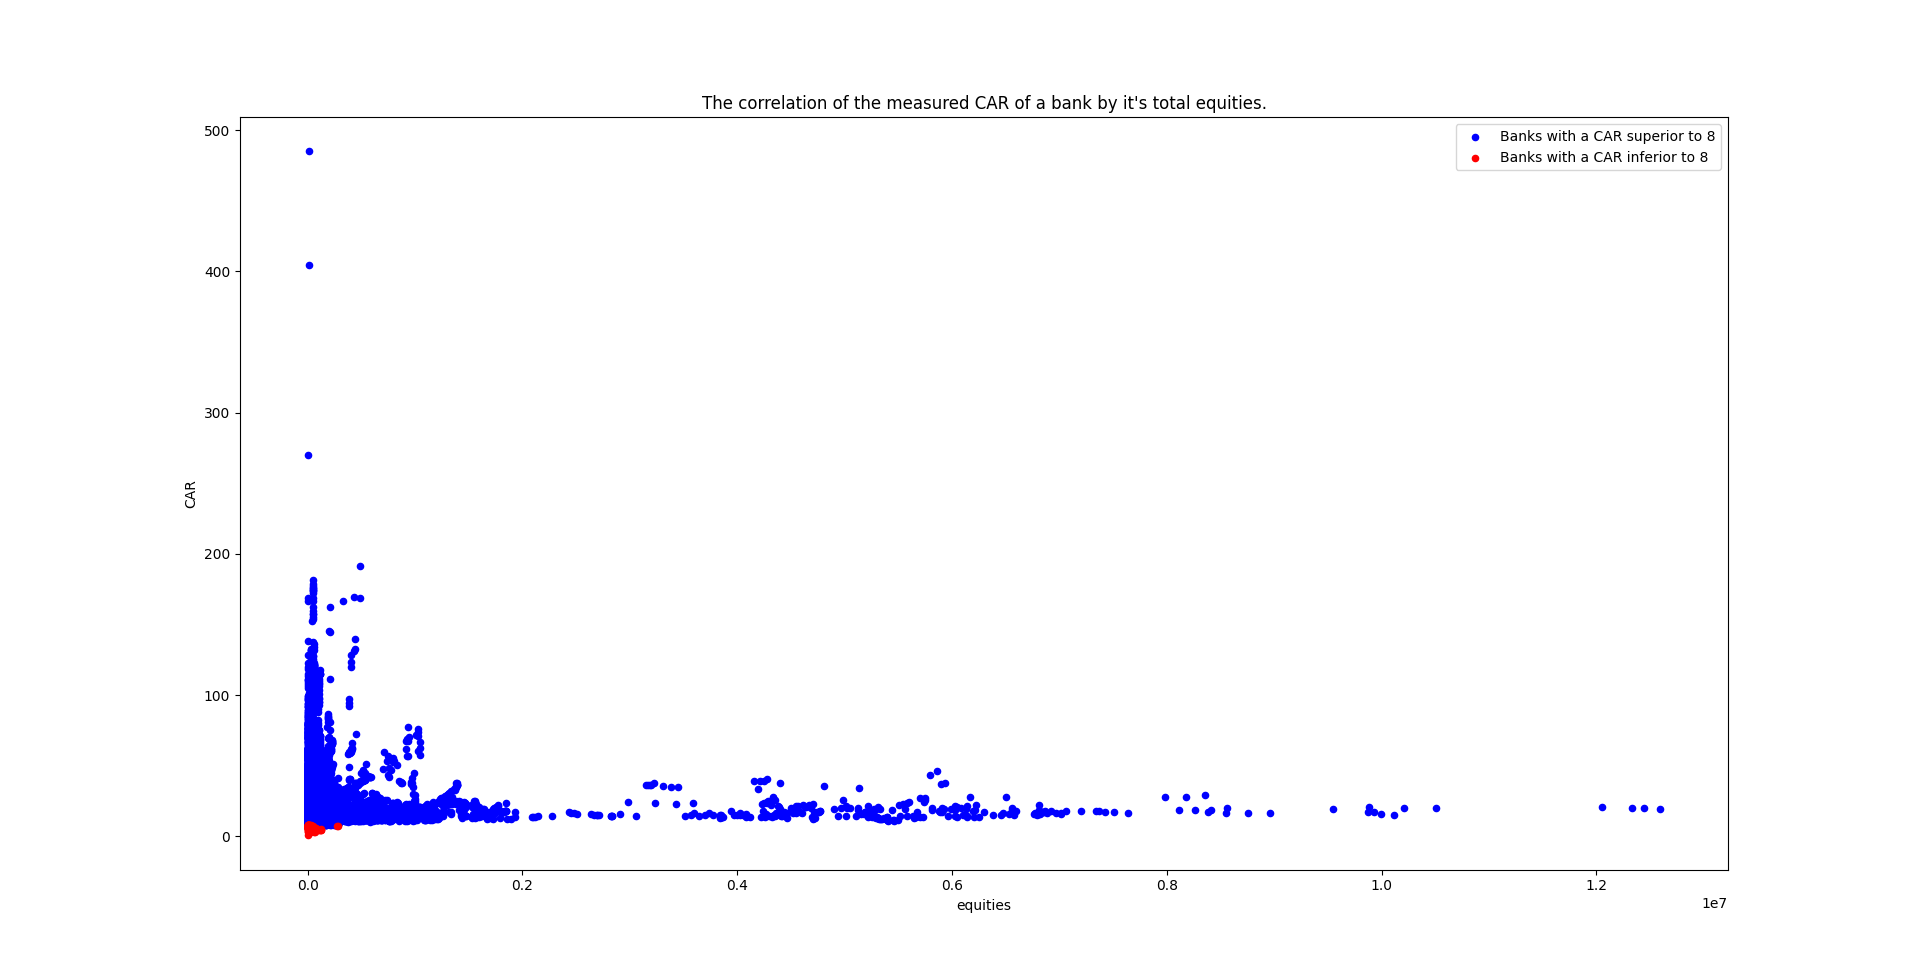 The correlation of the measured CAR of a bank by it's total equities.
Banks with a CAR superior to 8
Banks with a CAR inferior to 8
500
400
300
200
100
0
CAR
0.0 0.2 0.4 0.6 0.8 1.0 1.2
1e7
equities